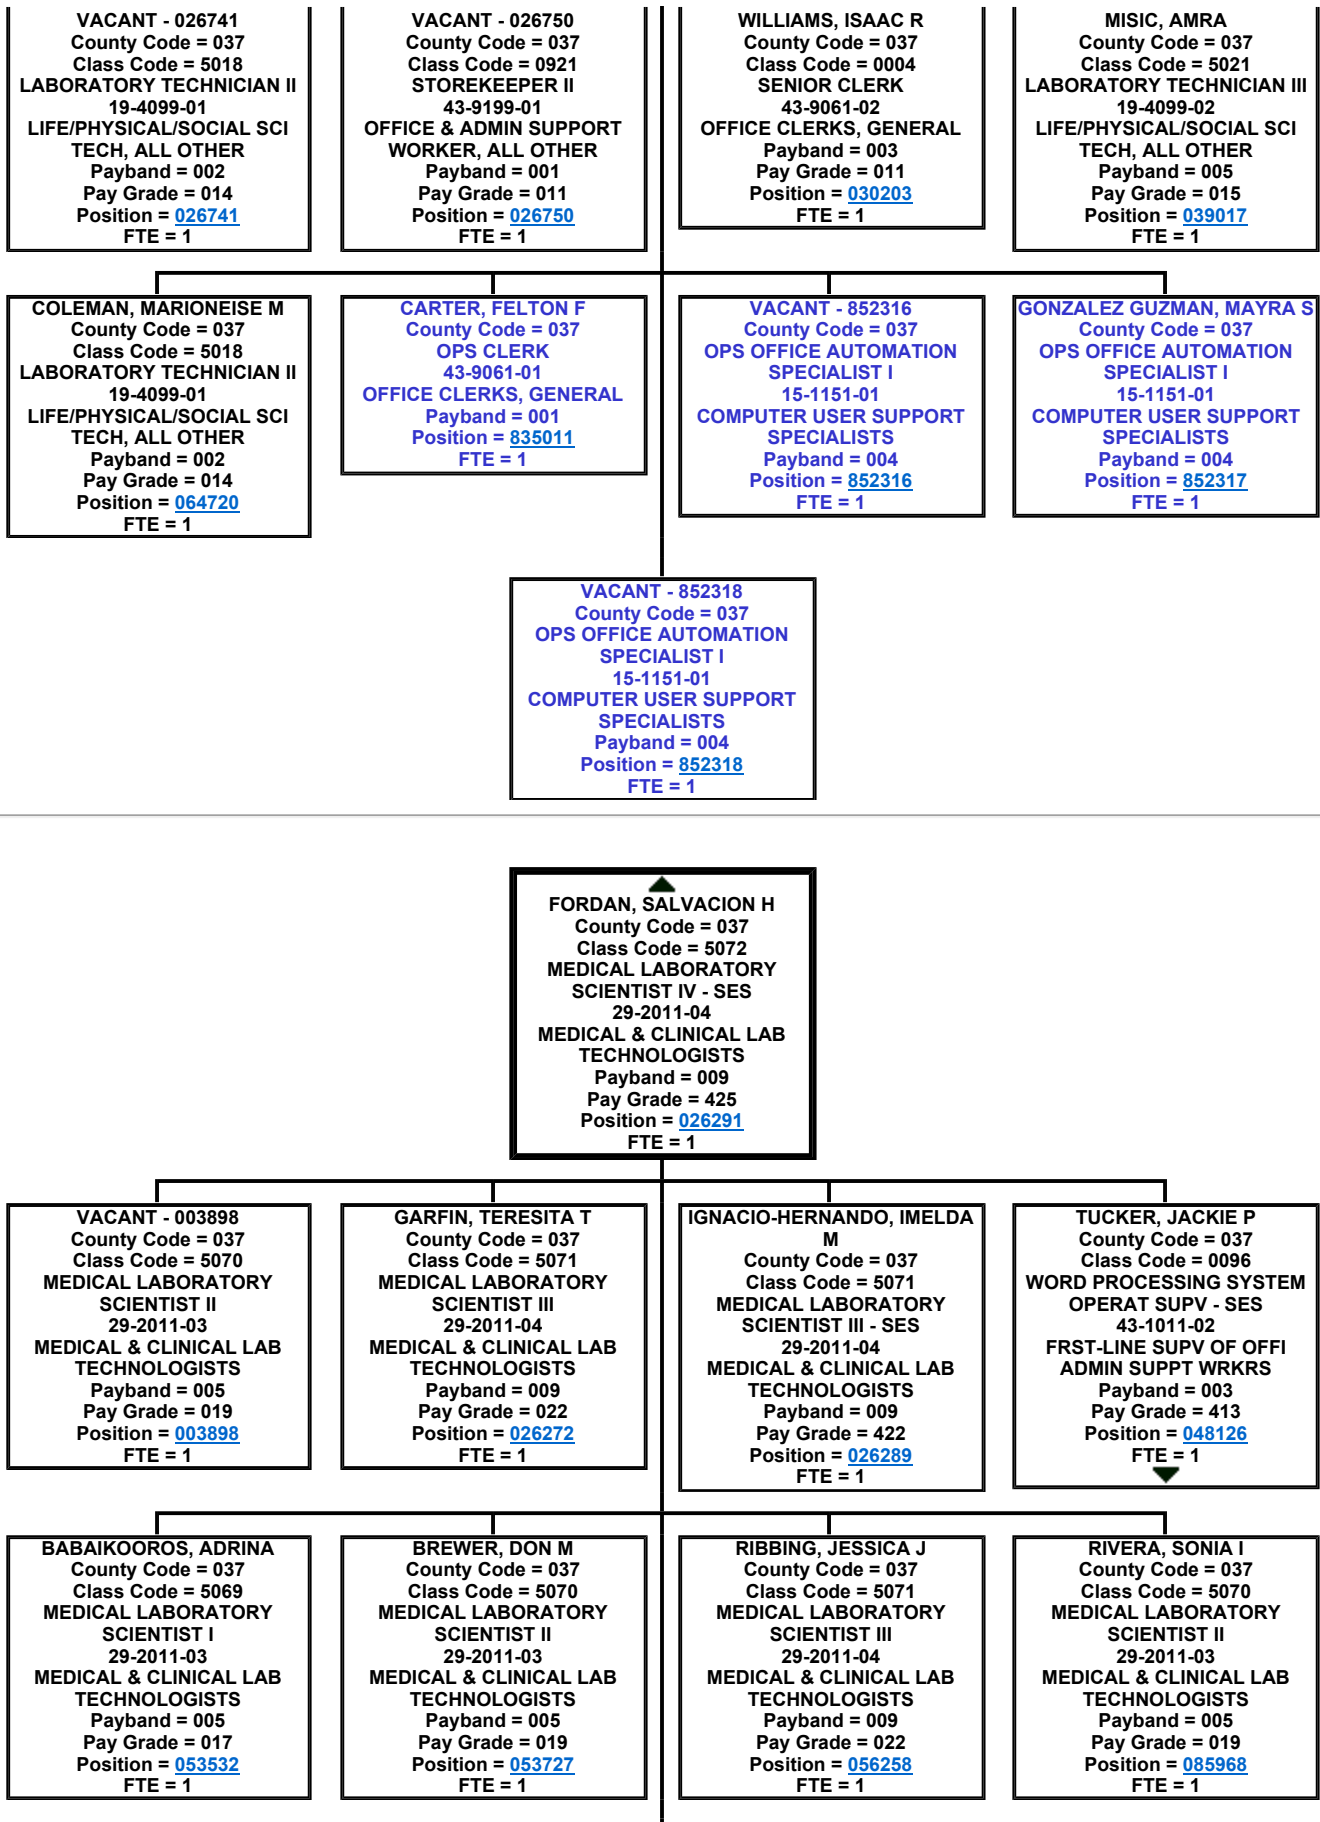 VACANT - 026741
County Code = 037
Class Code = 5018
LABORATORY TECHNICIAN II
19-4099-01
LIFE/PHYSICAL/SOCIAL SCI
TECH, ALL OTHER
Payband = 002
Pay Grade = 014
Position = 026741
FTE = 1
VACANT - 026750
County Code = 037
Class Code = 0921
STOREKEEPER II
43-9199-01
OFFICE & ADMIN SUPPORT
WORKER, ALL OTHER
Payband = 001
Pay Grade = 011
Position = 026750
FTE = 1
WILLIAMS, ISAAC R
County Code = 037
Class Code = 0004
SENIOR CLERK
43-9061-02
OFFICE CLERKS, GENERAL
Payband = 003
Pay Grade = 011
Position = 030203
FTE = 1
MISIC, AMRA
County Code = 037
Class Code = 5021
LABORATORY TECHNICIAN III
19-4099-02
LIFE/PHYSICAL/SOCIAL SCI
TECH, ALL OTHER
Payband = 005
Pay Grade = 015
Position = 039017
FTE = 1
COLEMAN, MARIONEISE M
County Code = 037
Class Code = 5018
LABORATORY TECHNICIAN II
19-4099-01
LIFE/PHYSICAL/SOCIAL SCI
TECH, ALL OTHER
Payband = 002
Pay Grade = 014
Position = 064720
FTE = 1
CARTER, FELTON F
County Code = 037
OPS CLERK
43-9061-01
OFFICE CLERKS, GENERAL
Payband = 001
Position = 835011
FTE = 1
VACANT - 852316
County Code = 037
OPS OFFICE AUTOMATION
SPECIALIST I
15-1151-01
COMPUTER USER SUPPORT
SPECIALISTS
Payband = 004
Position = 852316
FTE = 1
GONZALEZ GUZMAN, MAYRA S
County Code = 037
OPS OFFICE AUTOMATION
SPECIALIST I
15-1151-01
COMPUTER USER SUPPORT
SPECIALISTS
Payband = 004
Position = 852317
FTE = 1
VACANT - 852318
County Code = 037
OPS OFFICE AUTOMATION
SPECIALIST I
15-1151-01
COMPUTER USER SUPPORT
SPECIALISTS
Payband = 004
Position = 852318
FTE = 1
FORDAN, SALVACION H
County Code = 037
Class Code = 5072
MEDICAL LABORATORY
SCIENTIST IV - SES
29-2011-04
MEDICAL & CLINICAL LAB
TECHNOLOGISTS
Payband = 009
Pay Grade = 425
Position = 026291
FTE = 1
VACANT - 003898
County Code = 037
Class Code = 5070
MEDICAL LABORATORY
SCIENTIST II
29-2011-03
MEDICAL & CLINICAL LAB
TECHNOLOGISTS
Payband = 005
Pay Grade = 019
Position = 003898
FTE = 1
GARFIN, TERESITA T
County Code = 037
Class Code = 5071
MEDICAL LABORATORY
SCIENTIST III
29-2011-04
MEDICAL & CLINICAL LAB
TECHNOLOGISTS
Payband = 009
Pay Grade = 022
Position = 026272
FTE = 1
IGNACIO-HERNANDO, IMELDA
M
County Code = 037
Class Code = 5071
MEDICAL LABORATORY
SCIENTIST III - SES
29-2011-04
MEDICAL & CLINICAL LAB
TECHNOLOGISTS
Payband = 009
Pay Grade = 422
Position = 026289
FTE = 1
TUCKER, JACKIE P
County Code = 037
Class Code = 0096
WORD PROCESSING SYSTEM
OPERAT SUPV - SES
43-1011-02
FRST-LINE SUPV OF OFFI
ADMIN SUPPT WRKRS
Payband = 003
Pay Grade = 413
Position = 048126
FTE = 1
BABAIKOOROS, ADRINA
County Code = 037
Class Code = 5069
MEDICAL LABORATORY
SCIENTIST I
29-2011-03
MEDICAL & CLINICAL LAB
TECHNOLOGISTS
Payband = 005
Pay Grade = 017
Position = 053532
FTE = 1
BREWER, DON M
County Code = 037
Class Code = 5070
MEDICAL LABORATORY
SCIENTIST II
29-2011-03
MEDICAL & CLINICAL LAB
TECHNOLOGISTS
Payband = 005
Pay Grade = 019
Position = 053727
FTE = 1
RIBBING, JESSICA J
County Code = 037
Class Code = 5071
MEDICAL LABORATORY
SCIENTIST III
29-2011-04
MEDICAL & CLINICAL LAB
TECHNOLOGISTS
Payband = 009
Pay Grade = 022
Position = 056258
FTE = 1
RIVERA, SONIA I
County Code = 037
Class Code = 5070
MEDICAL LABORATORY
SCIENTIST II
29-2011-03
MEDICAL & CLINICAL LAB
TECHNOLOGISTS
Payband = 005
Pay Grade = 019
Position = 085968
FTE = 1